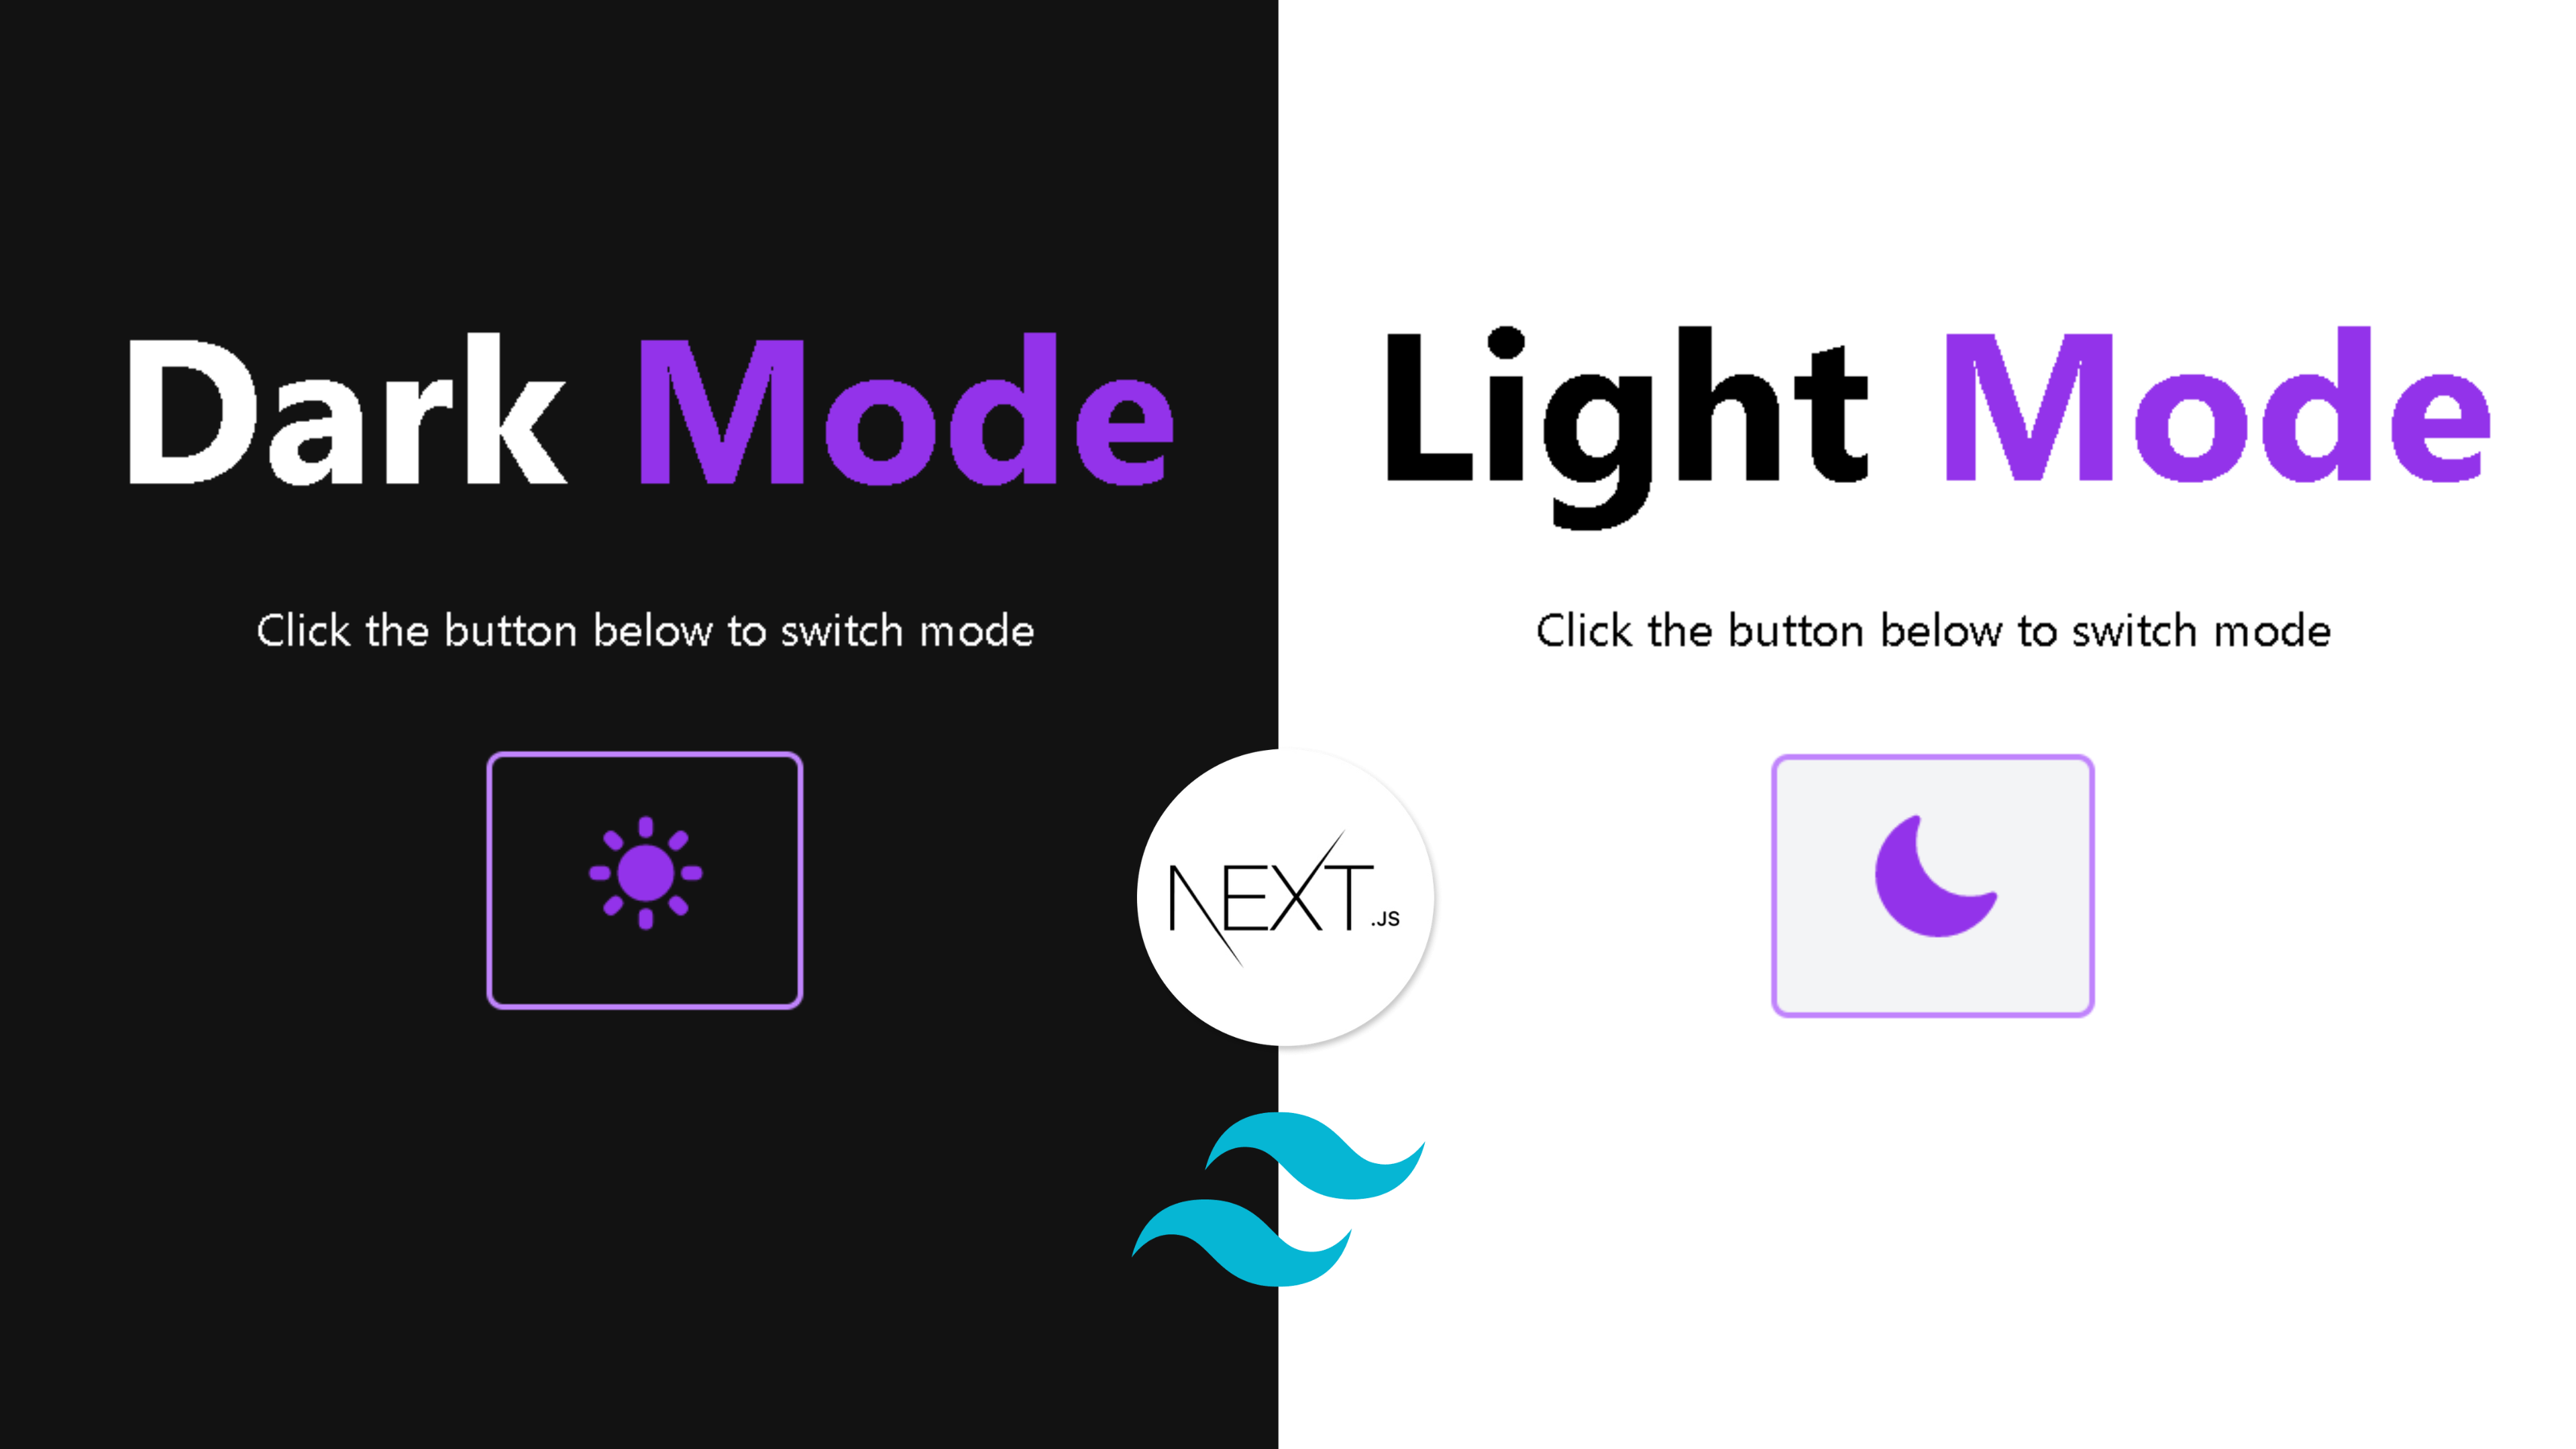 Dark Mode
Click the button below to switch mode
Light Mode
Click the button below to switch mode
NEXT.JS